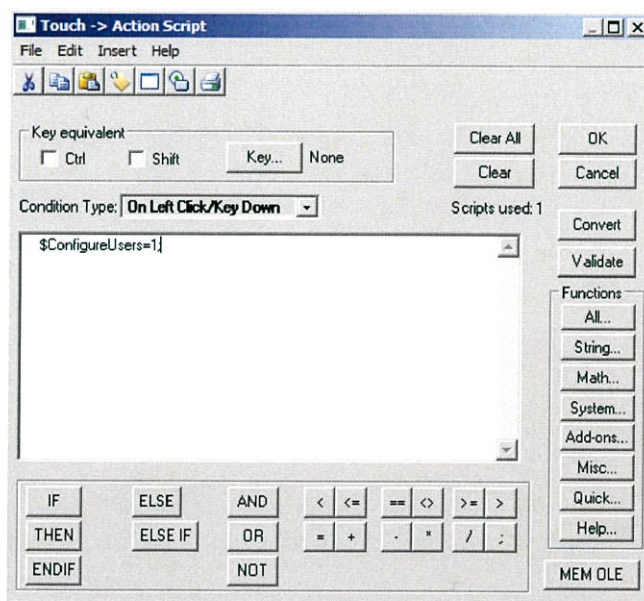 Touch -> Action Script
File Edit Insert Help
Key equivalent
Ctrl Shift Key... None
Clear All OK
Clear Cancel
Condition Type: On Left Click/Key Down Scripts used: 1
Convert
$ConfigureUsers=1;
Validate
Functions
All...
String...
Math...
System...
Add-ons...
Misc...
Quick...
Help...
IF ELSE AND < <= == <> >= >
THEN ELSE IF OR = + - * / ;
ENDIF NOT
MEM OLE